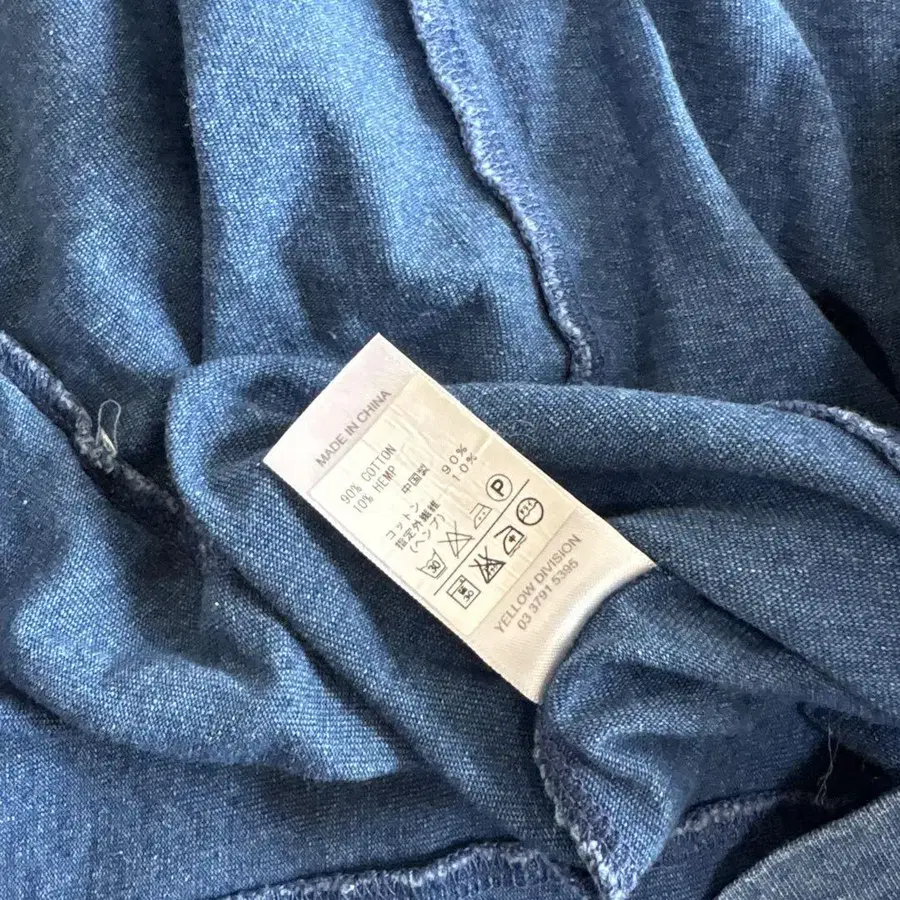 MADE IN CHINA
90% COTTON
10% HEMP
中国製
コットン 90%
指定外繊維 10%
(ヘンプ)
30
P
30
YELLOW DIVISION
03 3791 5395